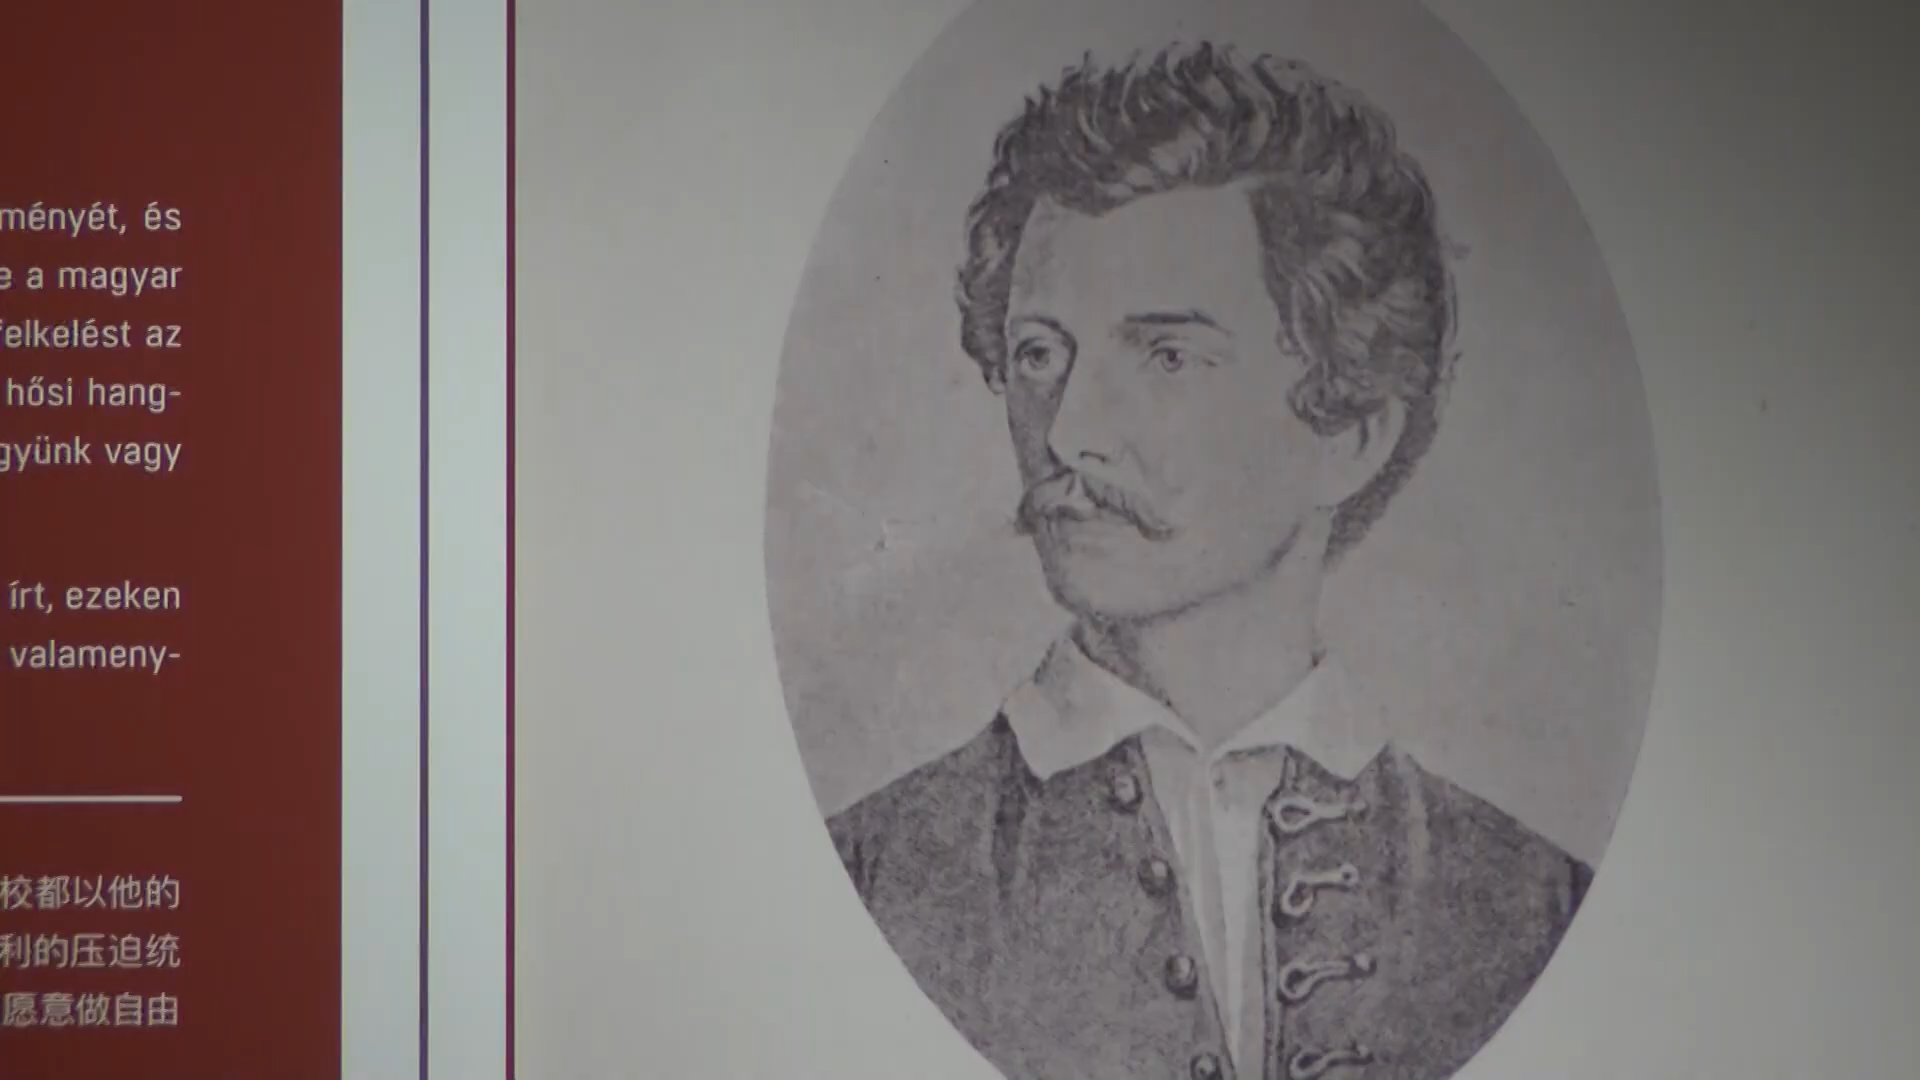 ményét, és
e a magyar
felkelést az
hősi hang-
gyünk vagy
írt, ezeken
valameny-
校都以他的
利的压迫统
愿意做自由